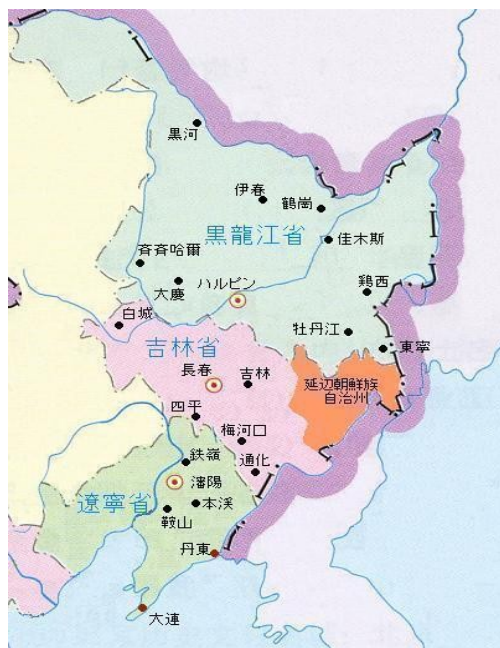 黒河
伊春
鶴崗
黒龍江省
佳木斯
斉斉哈爾
大慶
ハルビン
鶏西
白城
牡丹江
東寧
吉林省
長春
吉林
延辺朝鮮族
自治州
四平
梅河口
鉄嶺
通化
瀋陽
遼寧省
本渓
鞍山
丹東
大連